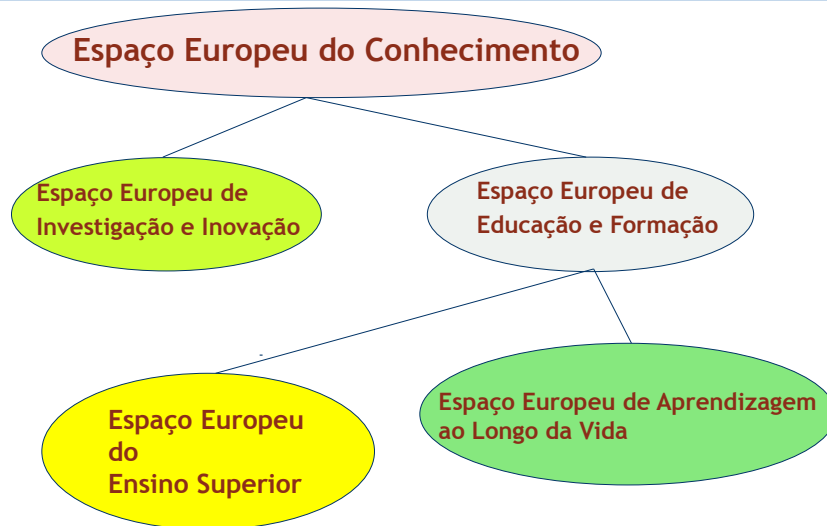 Espaço Europeu do Conhecimento
Espaço Europeu de
Investigação e Inovação
Espaço Europeu de
Educação e Formação
Espaço Europeu
do
Ensino Superior
Espaço Europeu de Aprendizagem
ao Longo da Vida